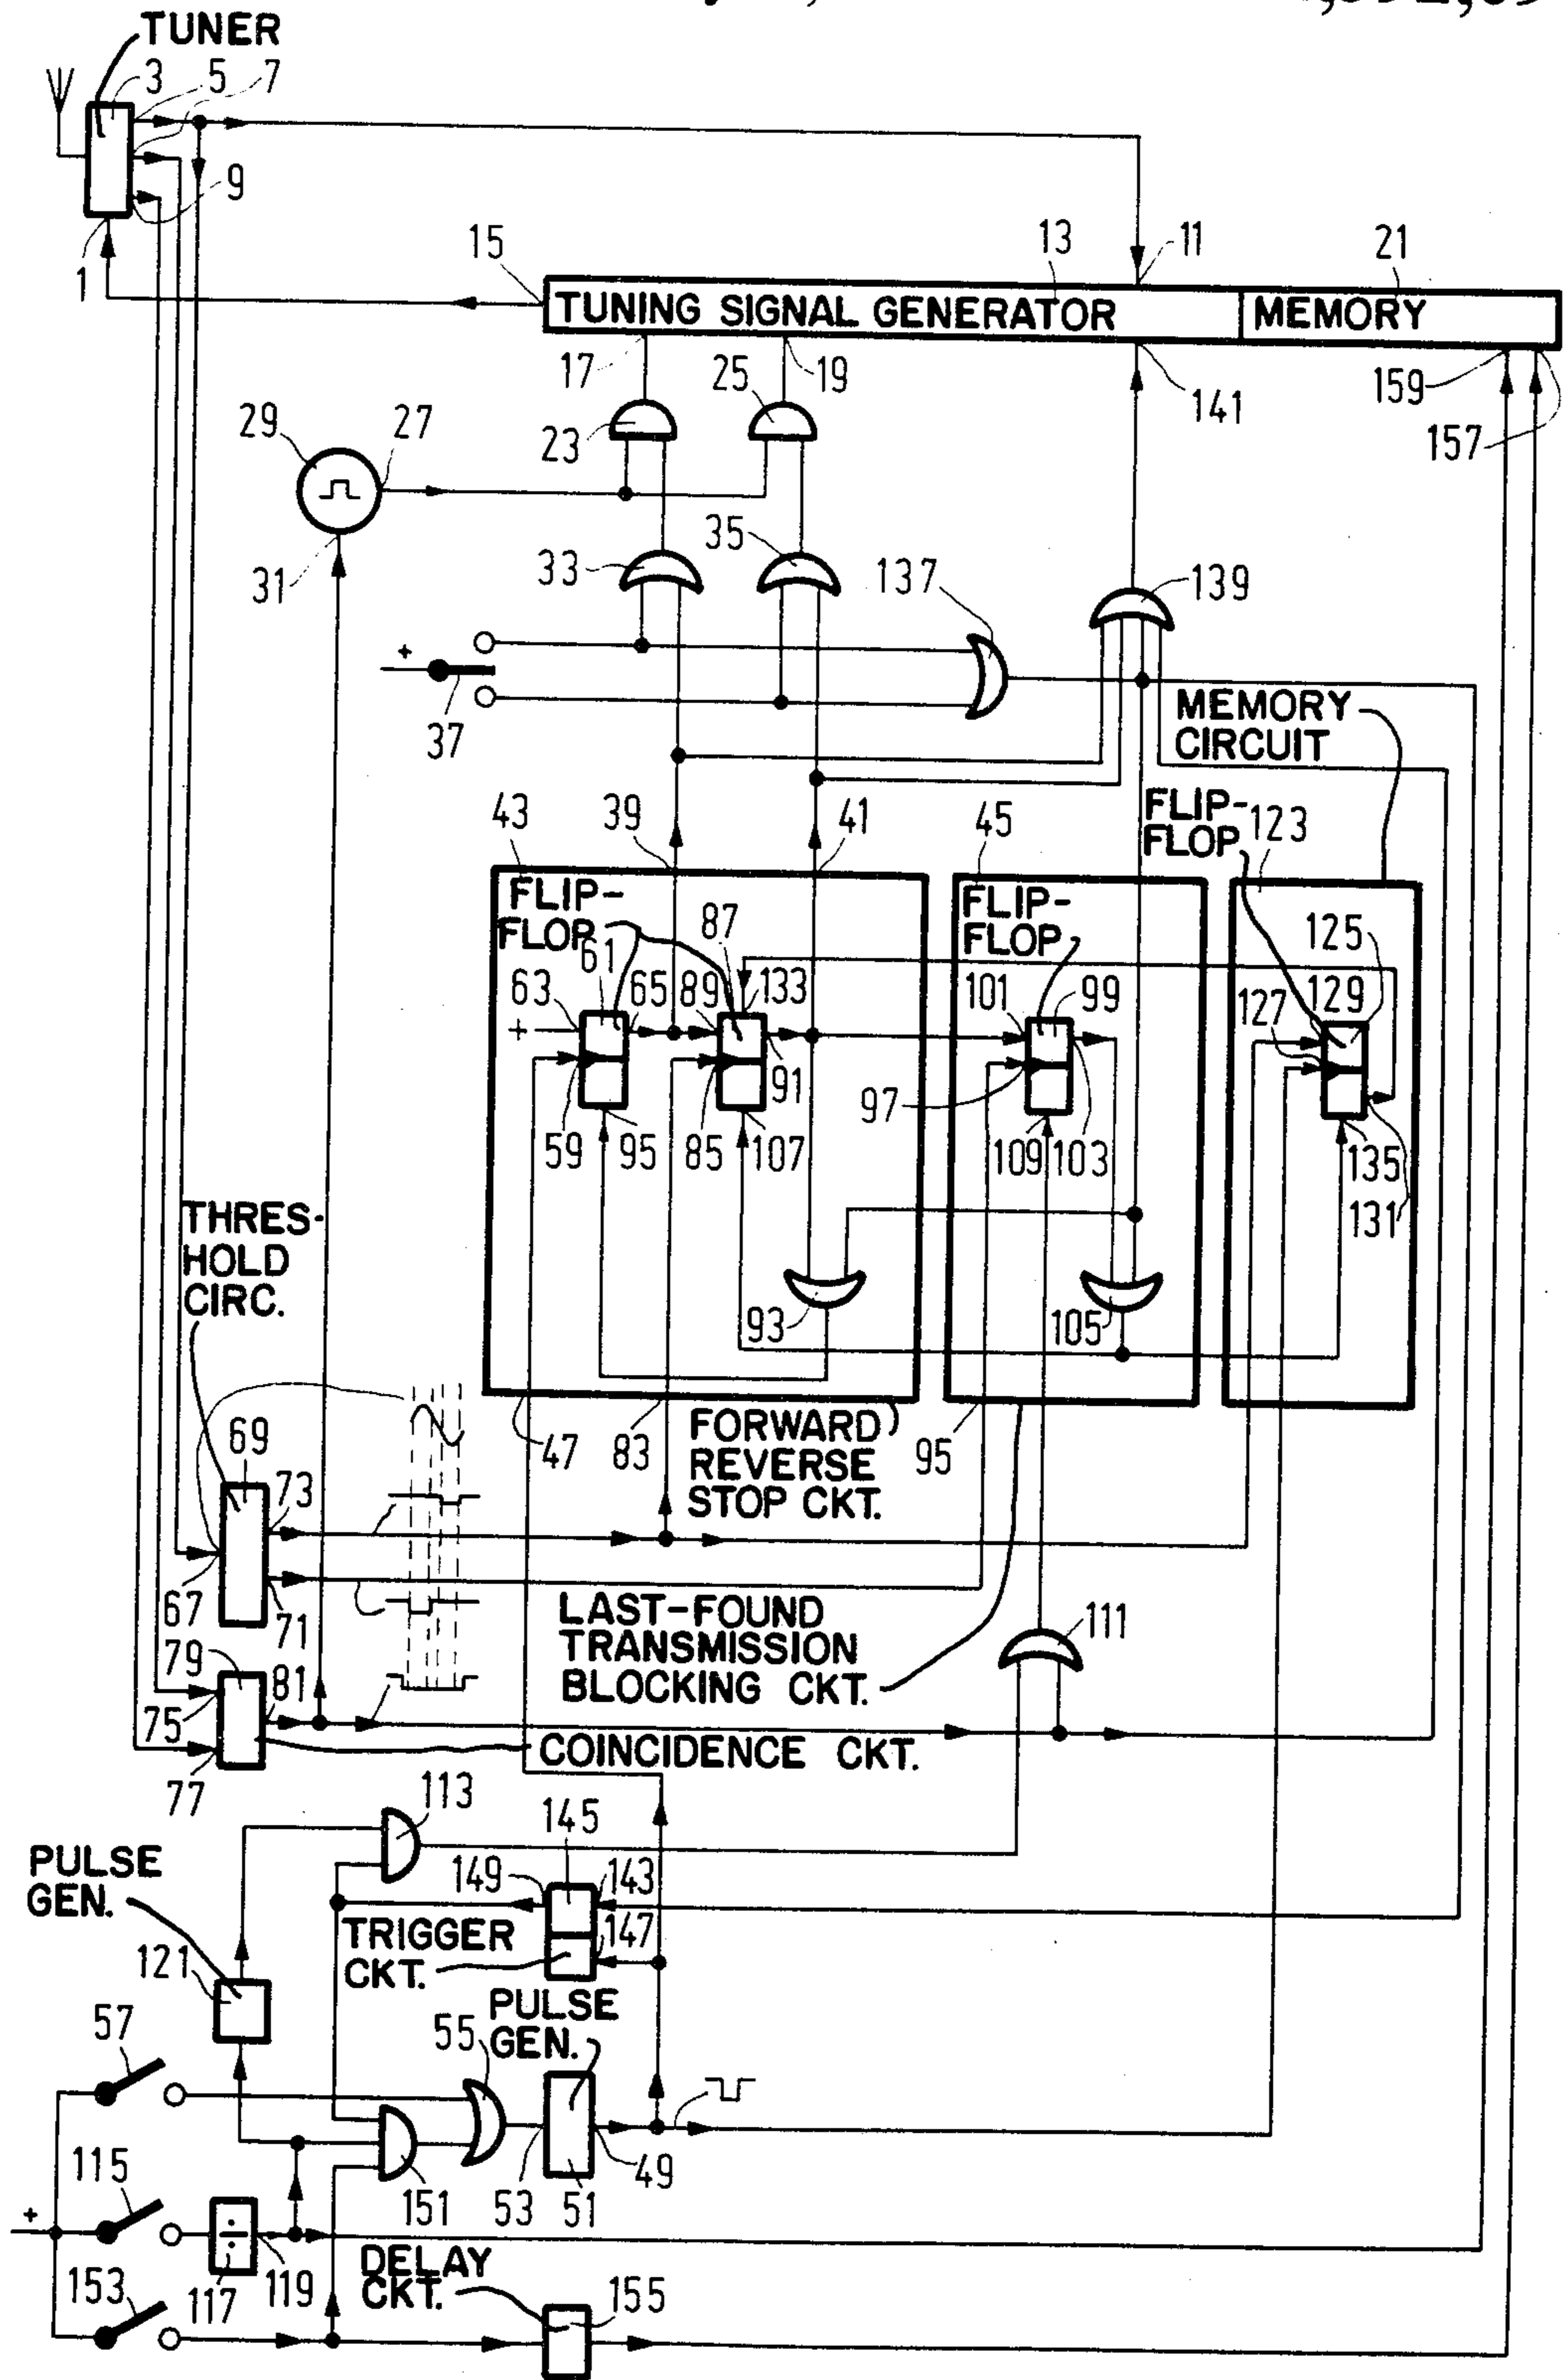 TUNER
3 5 7
9
1
15 13 11 21
TUNING SIGNAL GENERATOR MEMORY
17 25 19 141 159
157
29 27 23
31 33 35 137 139
+
37
MEMORY
CIRCUIT
43 39 41 45
FLIP-
FLOP 123
FLIP-
FLOP 87
FLIP-
FLOP
61 125
63 65 89 133 101 99 127 129
+
59 95 85 107 91 97 109 103 135
131
THRES-
HOLD
CIRC.
93 105
69 47 83 95
FORWARD
REVERSE
STOP CKT.
73
67 71
LAST-FOUND
TRANSMISSION
BLOCKING CKT.
111
79 81
75
COINCIDENCE CKT.
77
113 145
PULSE
GEN.
149 143
147
TRIGGER
CKT.
121
PULSE
GEN.
57 55
115 151 53 51 49
+
÷
DELAY
CKT.
153 117 119 155